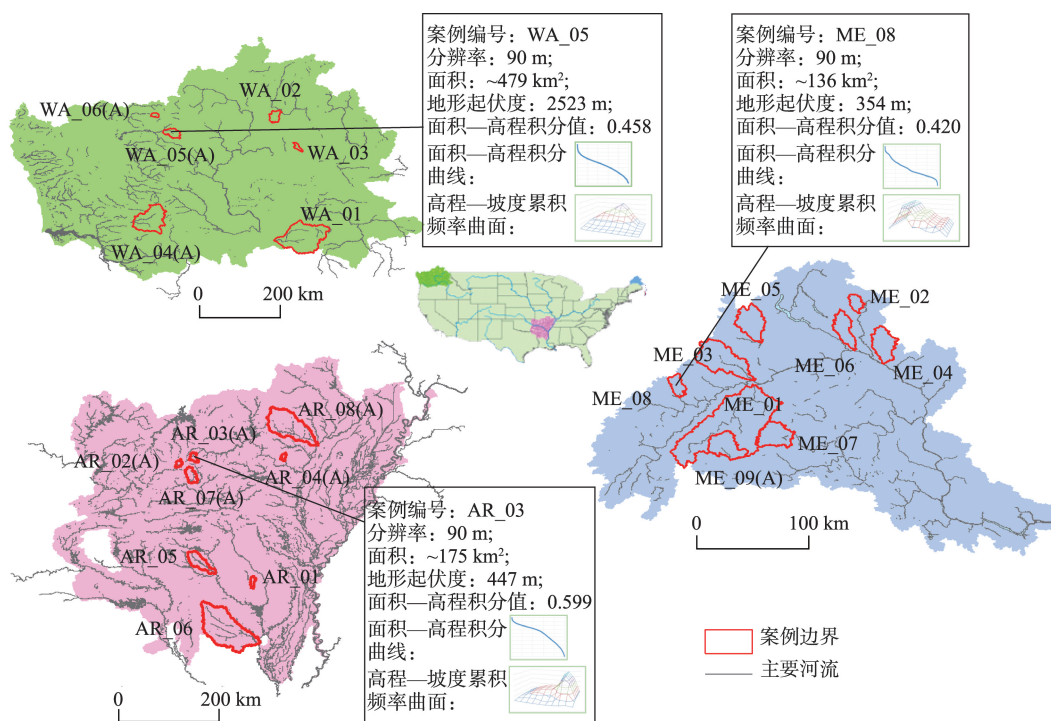 WA_06(A)
WA_02
WA_05(A)
WA_03
WA_04(A)
WA_01
0
200 km
案例编号：WA_05
分辨率：90 m;
面积：~479 km²;
地形起伏度：2523 m;
面积—高程积分值：0.458
面积—高程积分
曲线：
高程—坡度累积
频率曲面：
案例编号：ME_08
分辨率：90 m;
面积：~136 km²;
地形起伏度：354 m;
面积—高程积分值：0.420
面积—高程积分
曲线：
高程—坡度累积
频率曲面：
ME_05
ME_02
ME_03
ME_06
ME_04
ME_08
ME_01
ME_07
ME_09(A)
0
100 km
AR_08(A)
AR_03(A)
AR_02(A)
AR_04(A)
AR_07(A)
AR_05
AR_01
AR_06
0
200 km
案例编号：AR_03
分辨率：90 m;
面积：~175 km²;
地形起伏度：447 m;
面积—高程积分值：0.599
面积—高程积分
曲线：
高程—坡度累积
频率曲面：
案例边界
主要河流